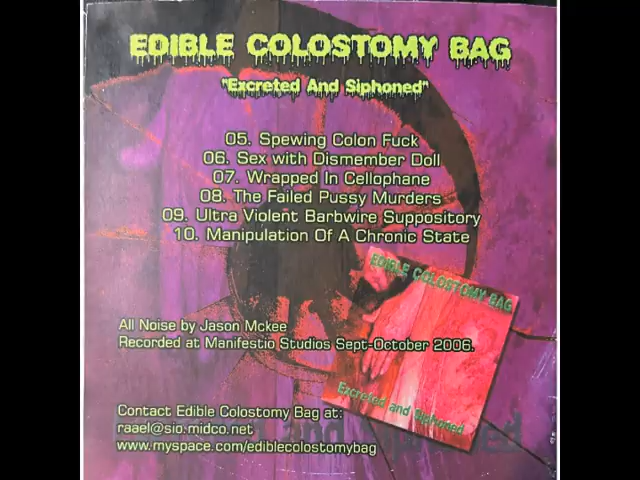 EDIBLE COLOSTOMY BAG
"Excreted And Siphoned"
05. Spewing Colon Fuck
06. Sex with Dismember Doll
07. Wrapped In Cellophane
08. The Failed Pussy Murders
09. Ultra Violent Barbwire Suppository
10. Manipulation Of A Chronic State
EDIBLE COLOSTOMY BAG
All Noise by Jason Mckee
Recorded at Manifestio Studios Sept-October 2006.
Excreted and Siphoned
Contact Edible Colostomy Bag at:
raael@sio.midco.net
www.myspace.com/ediblecolostomybag